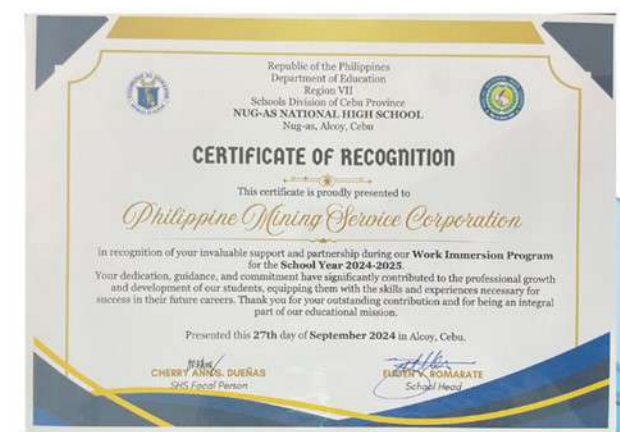 Republic of the Philippines
Department of Education
Region VII
Schools Division of Cebu Province
NUG-AS NATIONAL HIGH SCHOOL
Nug-as, Alcoy, Cebu
CERTIFICATE OF RECOGNITION
This certificate is proudly presented to
Philippine Mining Service Corporation
in recognition of your invaluable support and partnership during our Work Immersion Program
for the School Year 2024-2025.
Your dedication, guidance, and commitment have significantly contributed to the professional growth
and development of our students, equipping them with the skills and experiences necessary for
success in their future careers. Thank you for your outstanding contribution and for being an integral
part of our educational mission.
Presented this 27th day of September 2024 in Alcoy, Cebu.
CHERRY ANN S. DUEÑAS
SHS Focal Person
V. ROMARATE
School Head